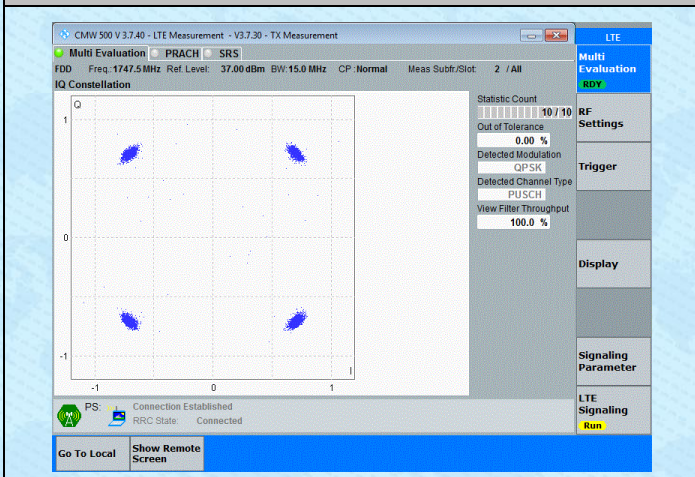 CMW 500 V 3.7.40 - LTE Measurement - V3.7.30 - TX Measurement
LTE
Multi Evaluation PRACH SRS
FDD Freq.: 1747.5 MHz Ref. Level: 37.00 dBm BW: 15.0 MHz CP : Normal Meas Subfr./Slot: 2 / All
IQ Constellation
Q
1
0
-1
-1 0 1
I
Statistic Count
10 / 10
Out of Tolerance
0.00 %
Detected Modulation
QPSK
Detected Channel Type
PUSCH
View Filter Throughput
100.0 %
Multi
Evaluation
RDY
RF
Settings
Trigger
Display
Signaling
Parameter
LTE
Signaling
Run
PS: Connection Established
RRC State: Connected
Go To Local
Show Remote
Screen